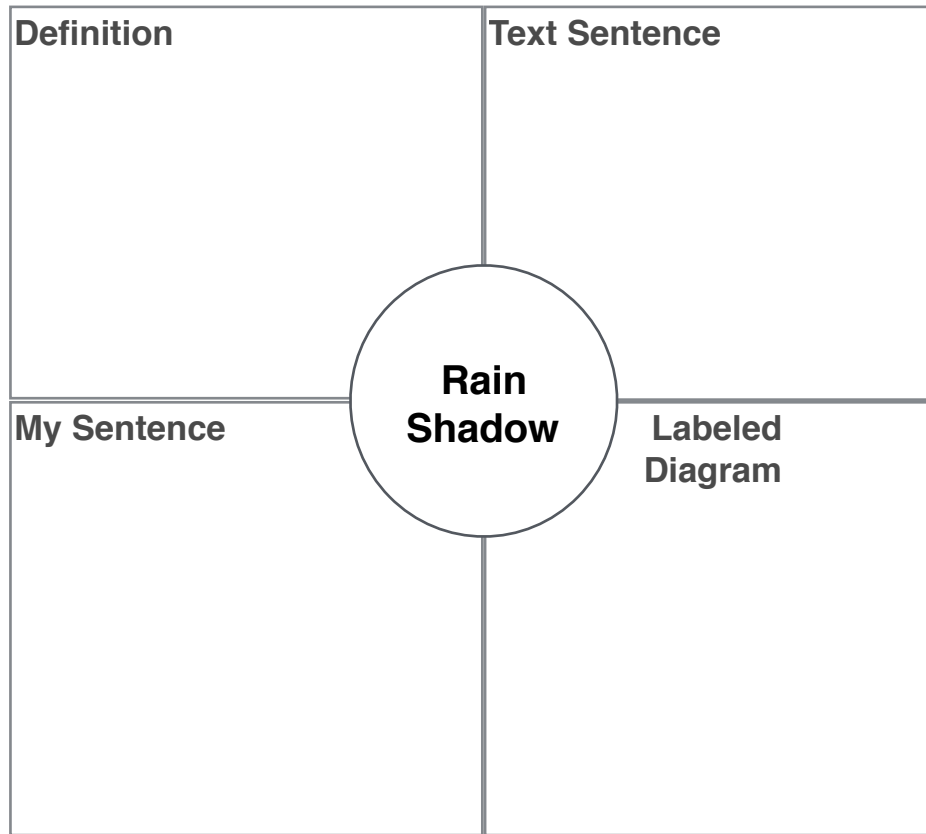 Definition
Text Sentence
Rain
Shadow
My Sentence
Labeled
Diagram